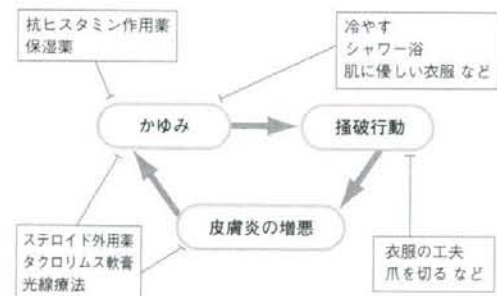 抗ヒスタミン作用薬
保湿薬
冷やす
シャワー浴
肌に優しい衣服 など
かゆみ
掻破行動
皮膚炎の増悪
ステロイド外用薬
タクロリムス軟膏
光線療法
衣服の工夫
爪を切る など